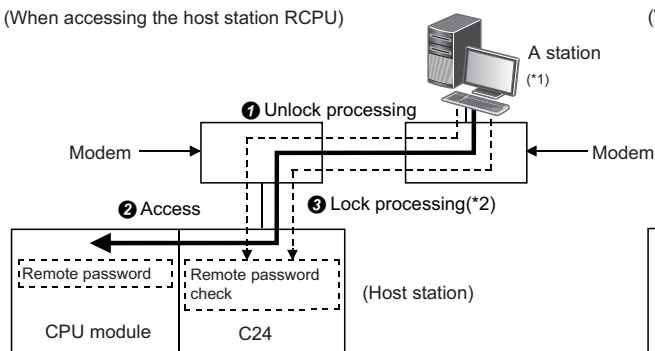 (When accessing the host station RCPU)
A station
(*1)
❶ Unlock processing
Modem
Modem
❷ Access
❸ Lock processing(*2)
Remote password
Remote password
check
(Host station)
CPU module
C24